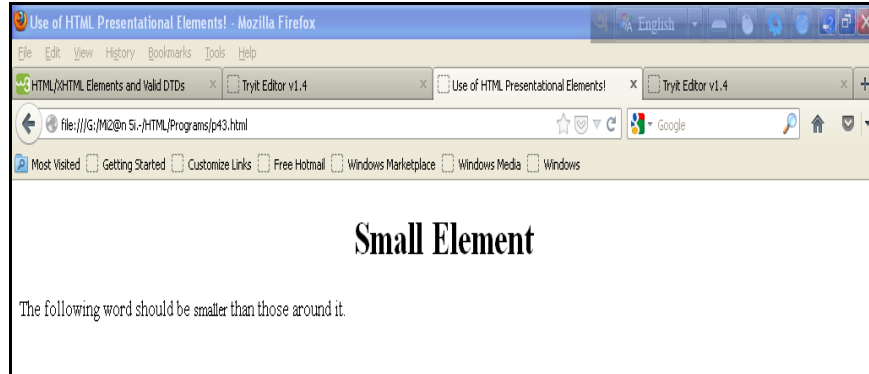 Use of HTML Presentational Elements! - Mozilla Firefox
English
File Edit View History Bookmarks Tools Help
HTML/XHTML Elements and Valid DTDs x Tryit Editor v1.4 x Use of HTML Presentational Elements! x Tryit Editor v1.4 x +
file:///G:/Mi2@n 5i.-/HTML/Programs/p43.html Google
Most Visited Getting Started Customize Links Free Hotmail Windows Marketplace Windows Media Windows
Small Element
The following word should be smaller than those around it.